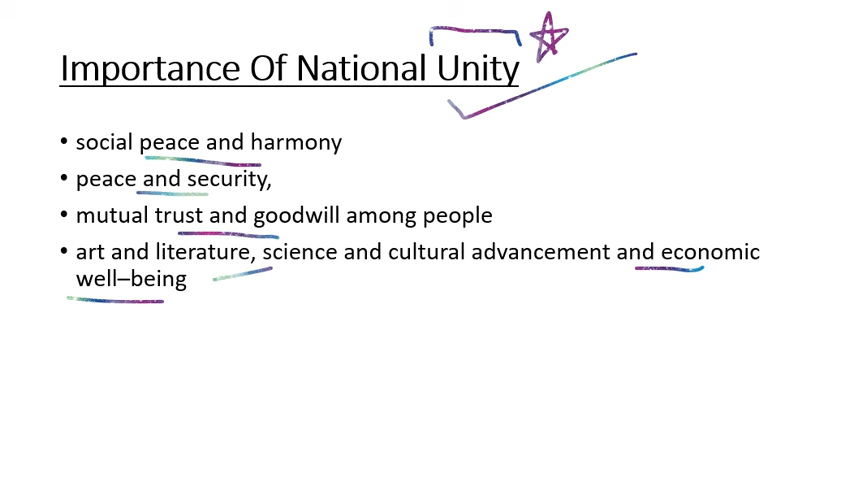 Importance Of National Unity
• social peace and harmony
• peace and security,
• mutual trust and goodwill among people
• art and literature, science and cultural advancement and economic
well–being